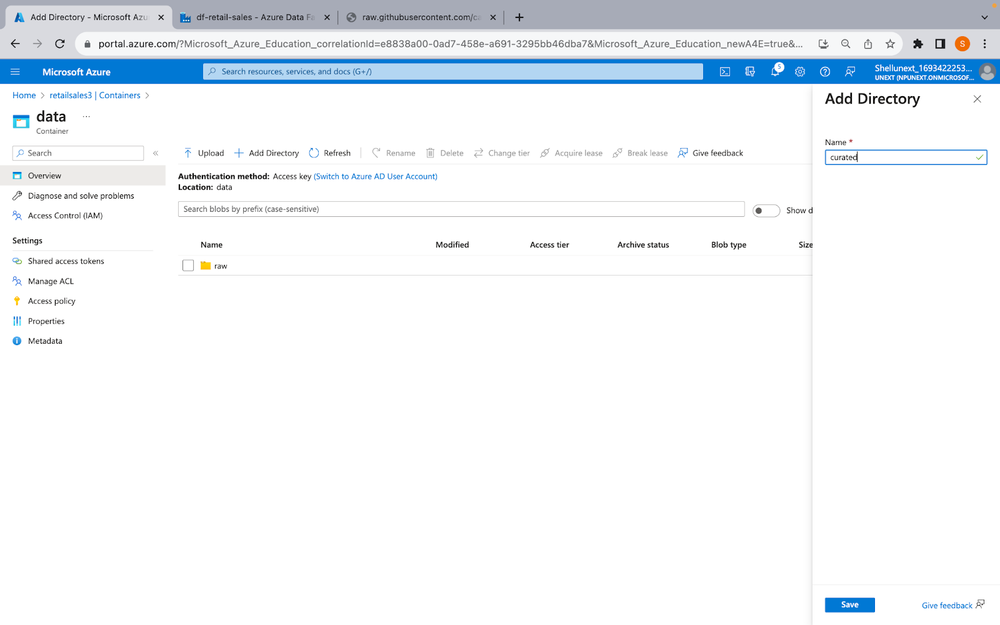 Add Directory - Microsoft Azu
df-retail-sales - Azure Data Fa
raw.githubusercontent.com/ca
portal.azure.com/?Microsoft_Azure_Education_correlationId=e8838a00-0ad7-458e-a691-3295bb46dba7&Microsoft_Azure_Education_newA4E=true&...
S
Microsoft Azure
Search resources, services, and docs (G+/)
5
Shellunext_1693422253...
UNEXT (NPUNEXT.ONMICROSOF...
Home > retailsales3 | Containers >
data ...
Container
Search
«
Overview
Diagnose and solve problems
Access Control (IAM)
Settings
Shared access tokens
Manage ACL
Access policy
Properties
Metadata
Upload Add Directory Refresh Rename Delete Change tier Acquire lease Break lease Give feedback
Authentication method: Access key (Switch to Azure AD User Account)
Location: data
Search blobs by prefix (case-sensitive)
Show d
Name Modified Access tier Archive status Blob type Size
raw
Add Directory
Name *
curated
Save
Give feedback